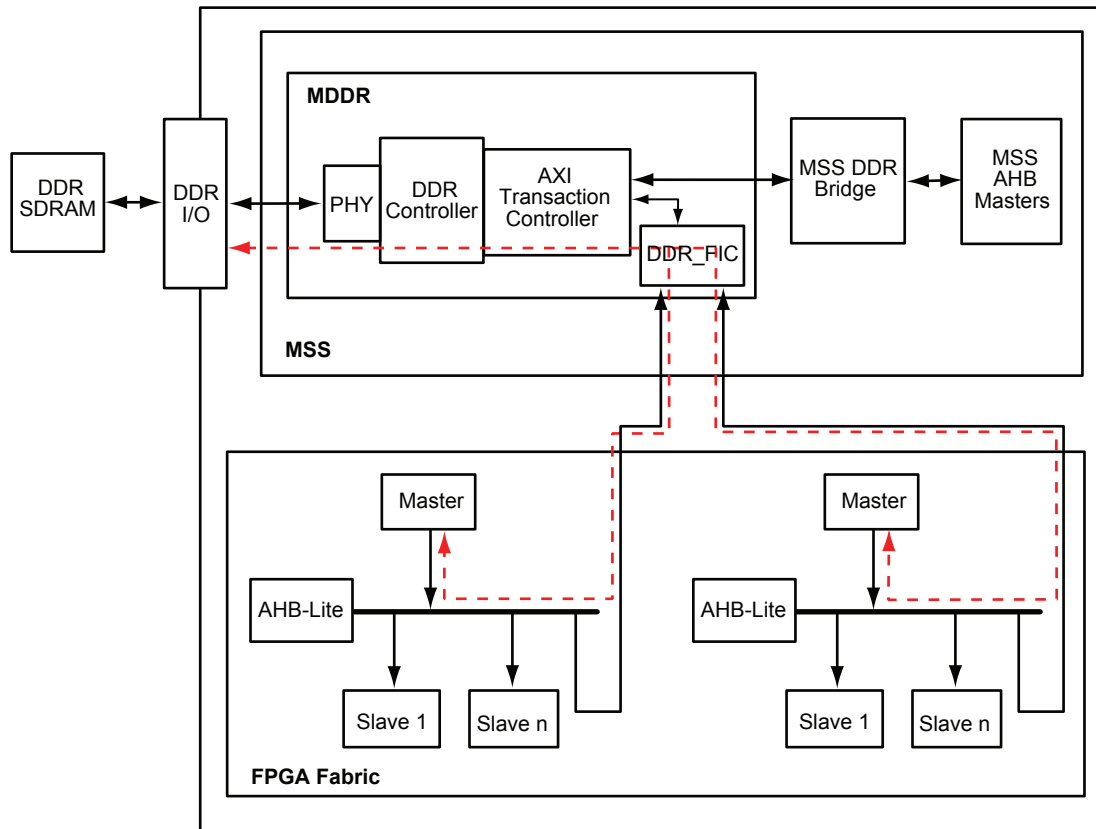 MDDR
DDR
SDRAM
DDR
I/O
PHY
DDR
Controller
AXI
Transaction
Controller
DDR_FIC
MSS DDR
Bridge
MSS
AHB
Masters
MSS
Master
AHB-Lite
Slave 1
Slave n
Master
AHB-Lite
Slave 1
Slave n
FPGA Fabric